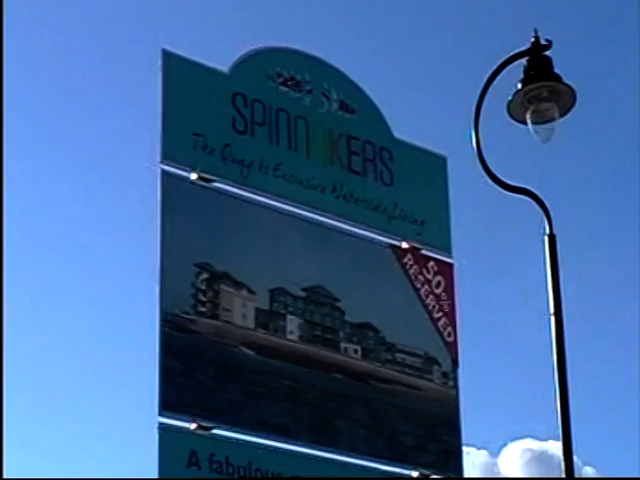 SPINNAKERS
The Quay to Exclusive Waterside Living
50%
RESERVED
A fabulous